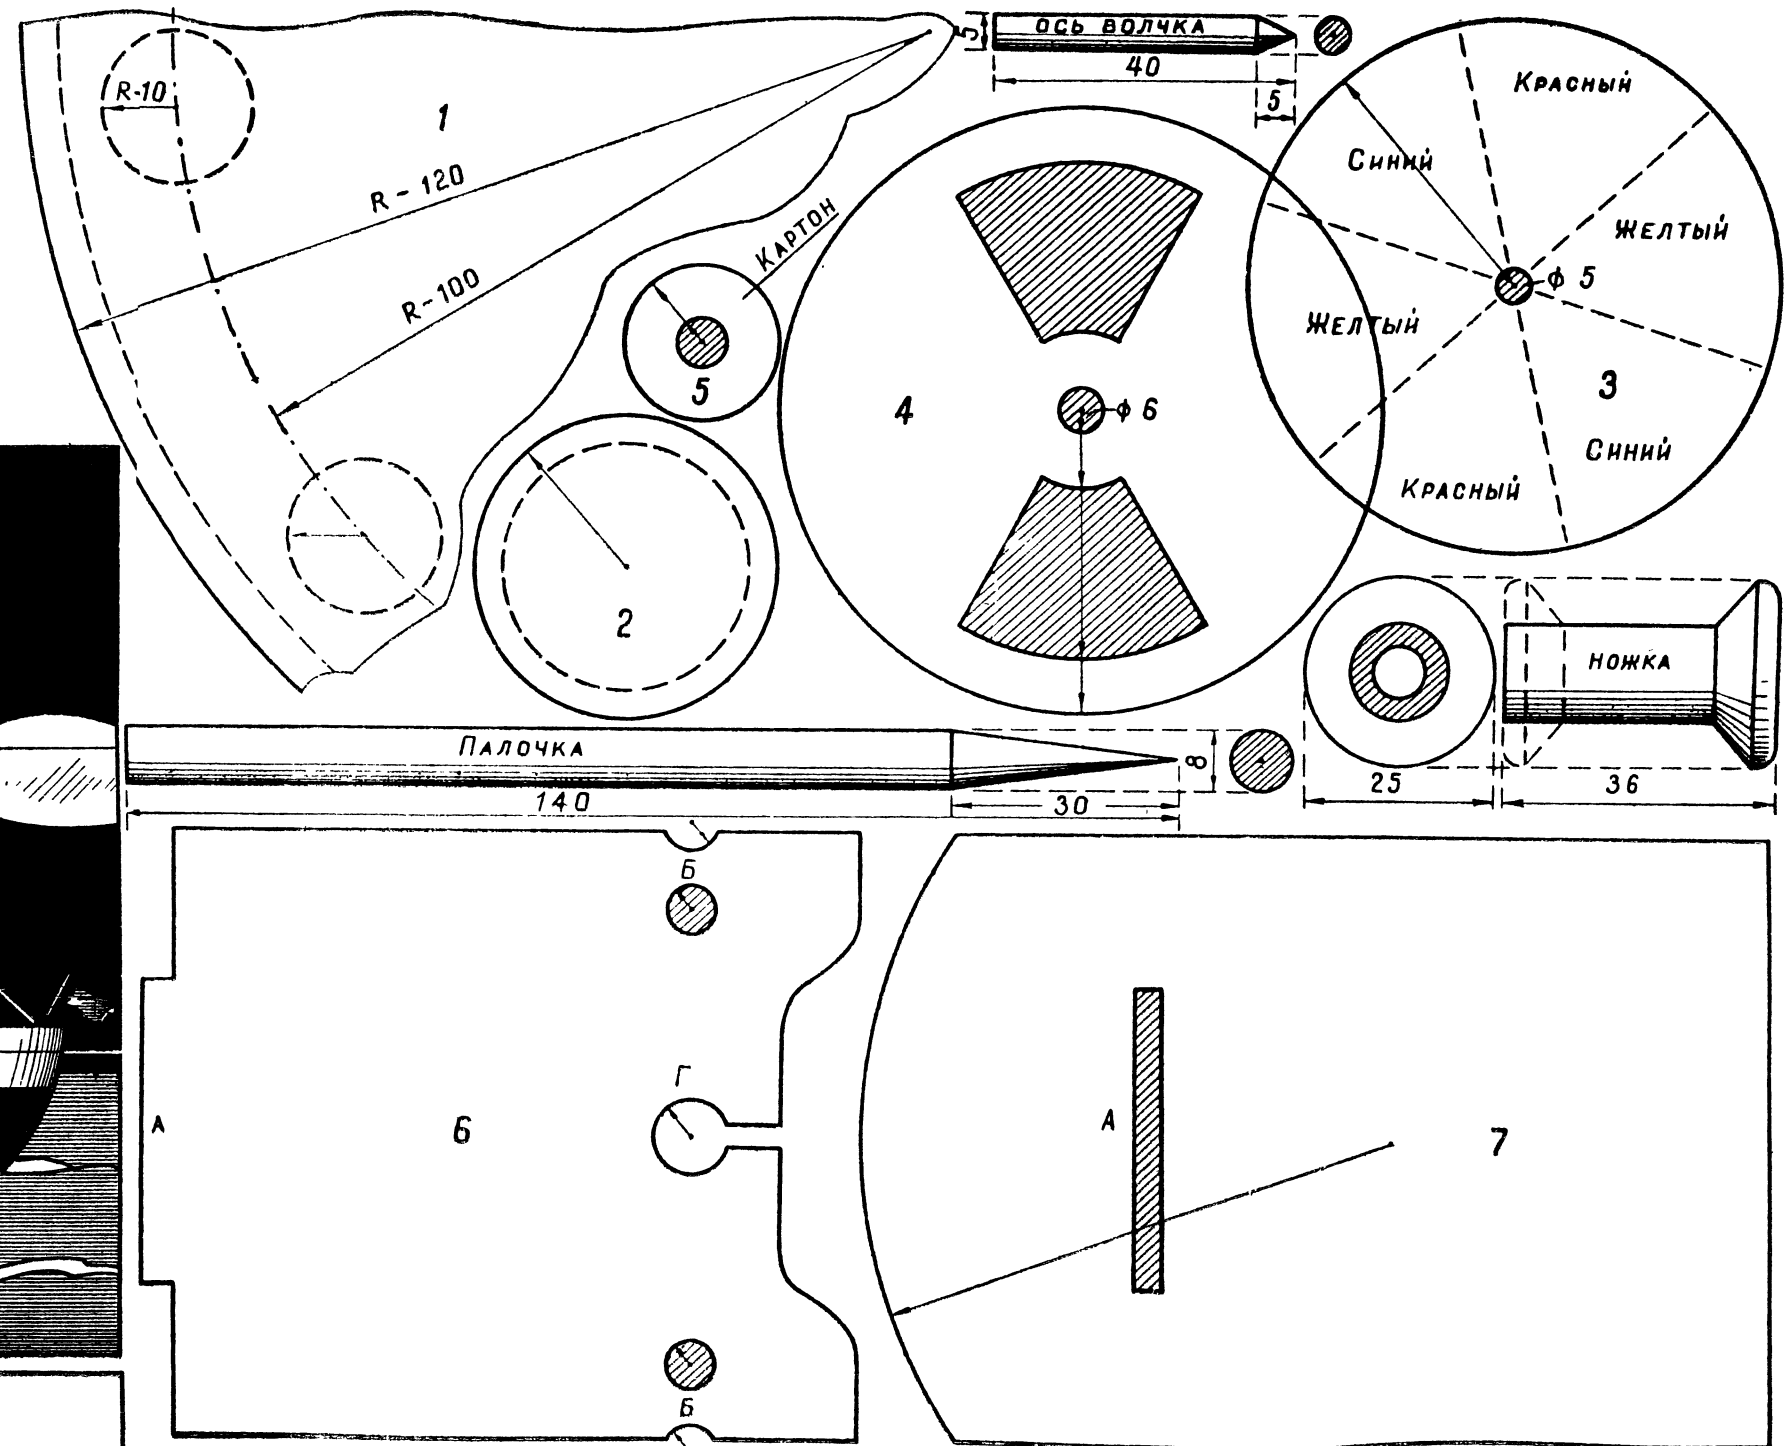 ОСЬ ВОЛЧКА
5
40
5
R-10
1
R-120
R-100
КАРТОН
5
2
4
ф 6
КРАСНЫЙ
СИНИЙ
ЖЕЛТЫЙ
ф 5
ЖЕЛТЫЙ
3
СИНИЙ
КРАСНЫЙ
НОЖКА
25
36
ПАЛОЧКА
8
140
30
Б
Г
А
6
Б
А
7